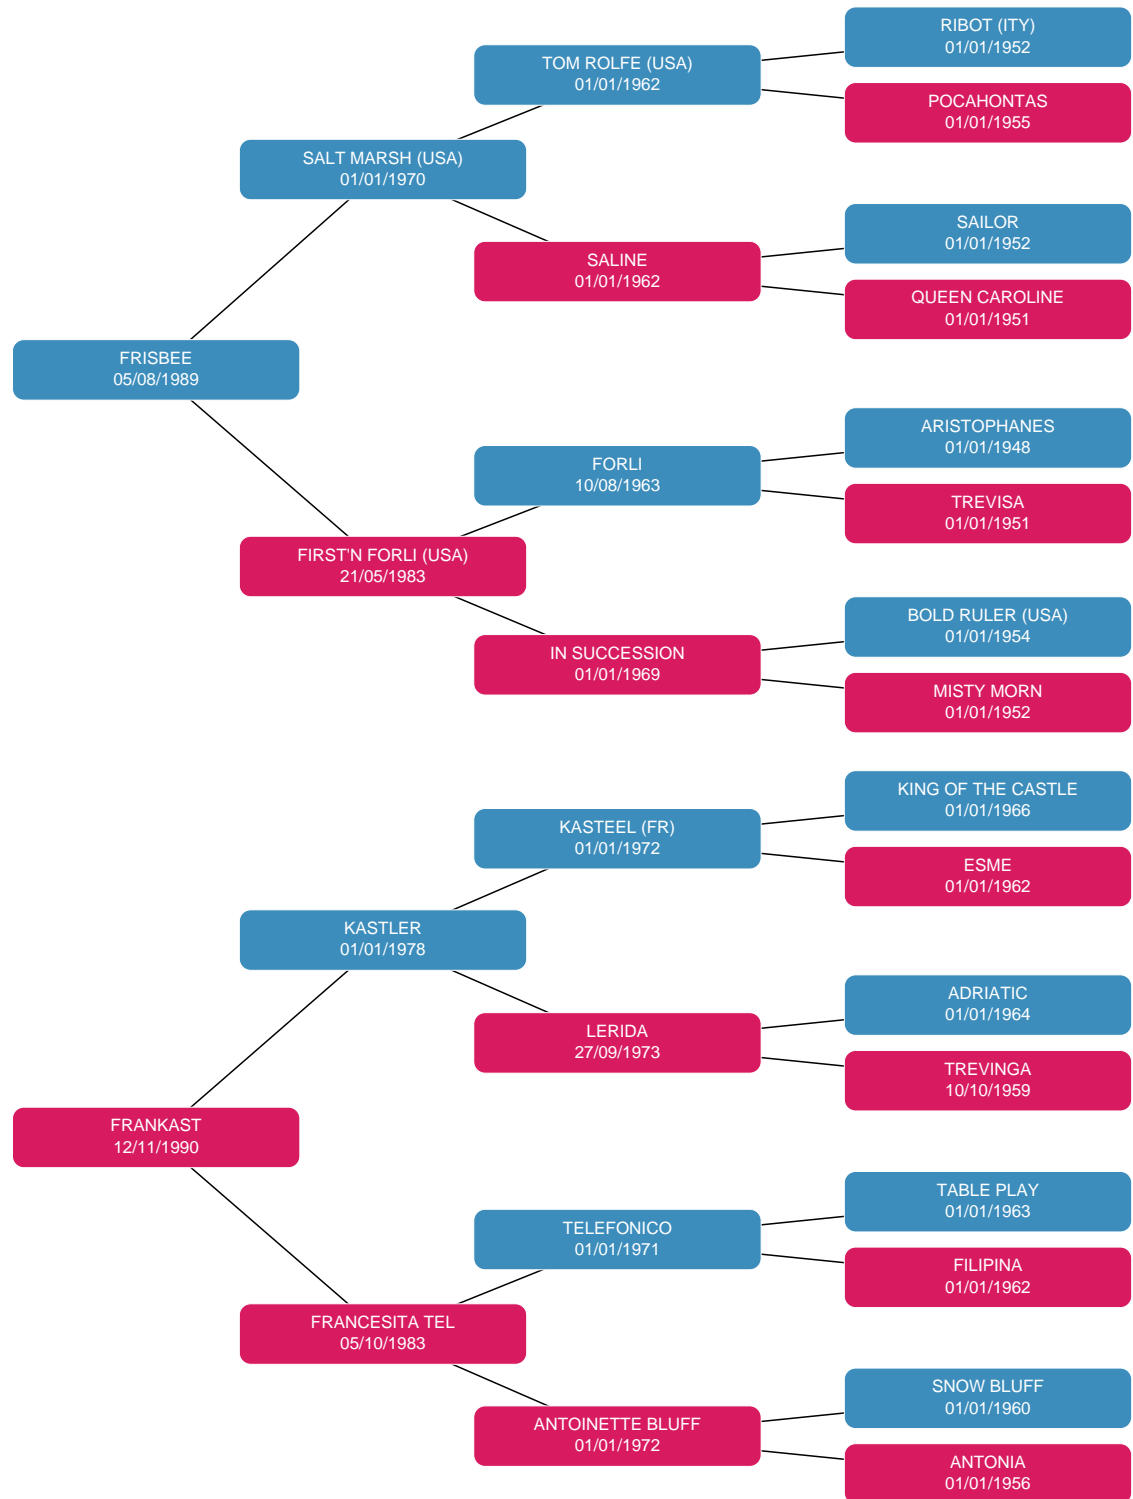 RIBOT (ITY)
01/01/1952
TOM ROLFE (USA)
01/01/1962
POCAHONTAS
01/01/1955
SALT MARSH (USA)
01/01/1970
SAILOR
01/01/1952
SALINE
01/01/1962
QUEEN CAROLINE
01/01/1951
FRISBEE
05/08/1989
ARISTOPHANES
01/01/1948
FORLI
10/08/1963
TREVISA
01/01/1951
FIRST'N FORLI (USA)
21/05/1983
BOLD RULER (USA)
01/01/1954
IN SUCCESSION
01/01/1969
MISTY MORN
01/01/1952
KING OF THE CASTLE
01/01/1966
KASTEEL (FR)
01/01/1972
ESME
01/01/1962
KASTLER
01/01/1978
ADRIATIC
01/01/1964
LERIDA
27/09/1973
TREVINGA
10/10/1959
FRANKAST
12/11/1990
TABLE PLAY
01/01/1963
TELEFONICO
01/01/1971
FILIPINA
01/01/1962
FRANCESITA TEL
05/10/1983
SNOW BLUFF
01/01/1960
ANTOINETTE BLUFF
01/01/1972
ANTONIA
01/01/1956